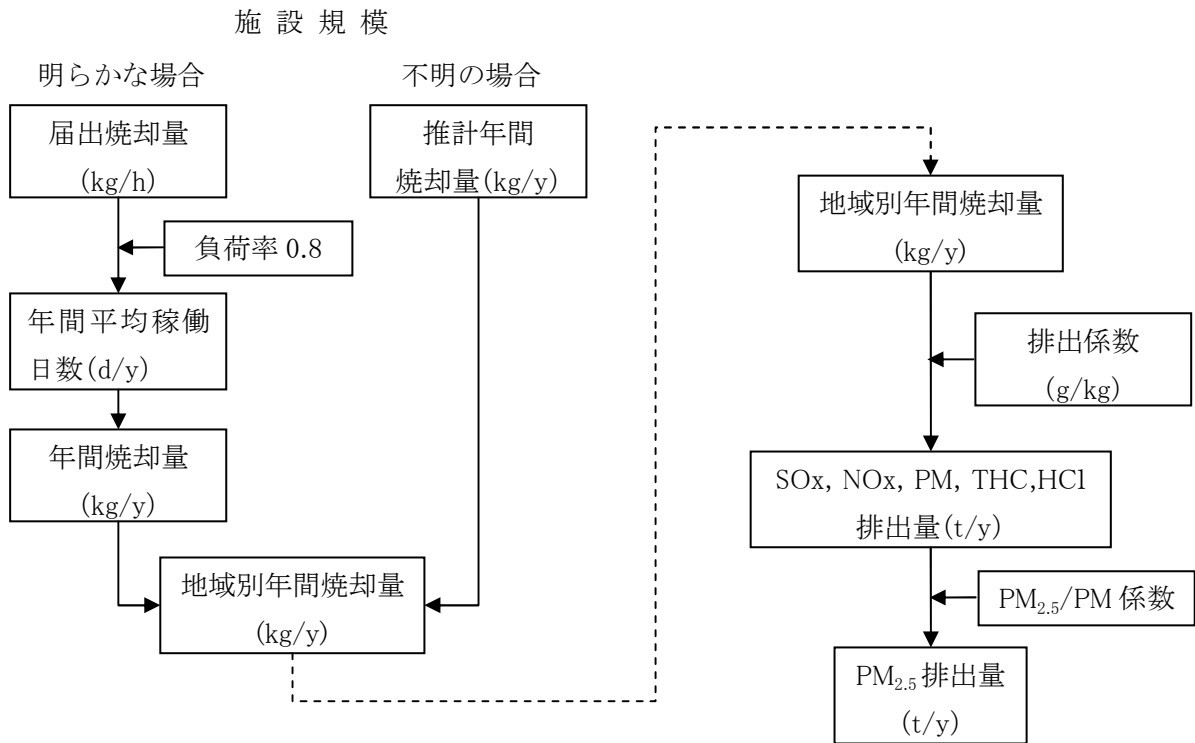 施 設 規 模
明らかな場合
不明の場合
届出焼却量
(kg/h)
推計年間
焼却量(kg/y)
負荷率 0.8
年間平均稼働
日数(d/y)
年間焼却量
(kg/y)
地域別年間焼却量
(kg/y)
地域別年間焼却量
(kg/y)
排出係数
(g/kg)
SOx, NOx, PM, THC,HCl
排出量(t/y)
PM2.5/PM 係数
PM2.5 排出量
(t/y)